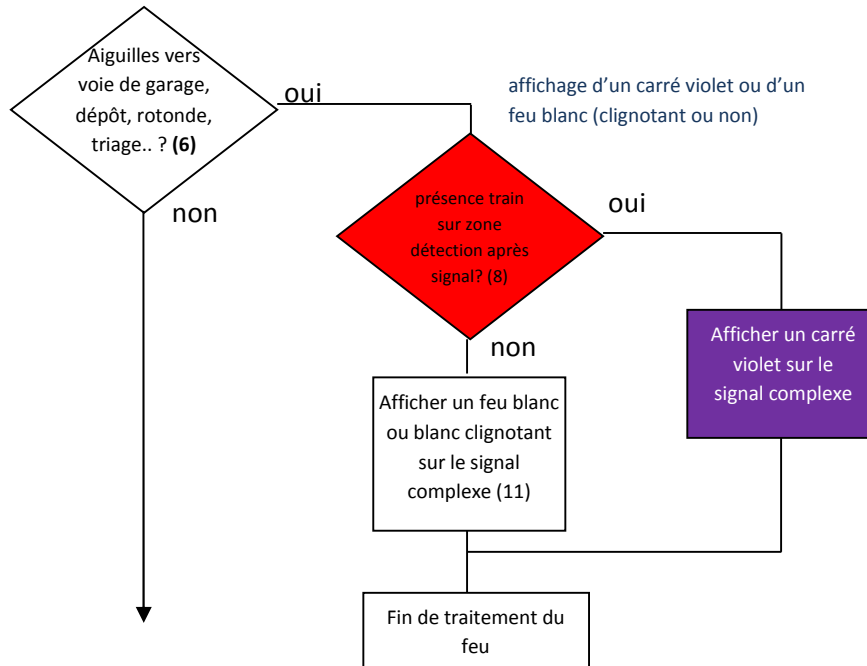 Aiguilles vers
voie de garage,
dépôt, rotonde,
triage.. ? (6)
oui
affichage d'un carré violet ou d'un
feu blanc (clignotant ou non)
non
présence train
sur zone
détection après
signal? (8)
oui
non
Afficher un carré
violet sur le
signal complexe
Afficher un feu blanc
ou blanc clignotant
sur le signal
complexe (11)
Fin de traitement du
feu